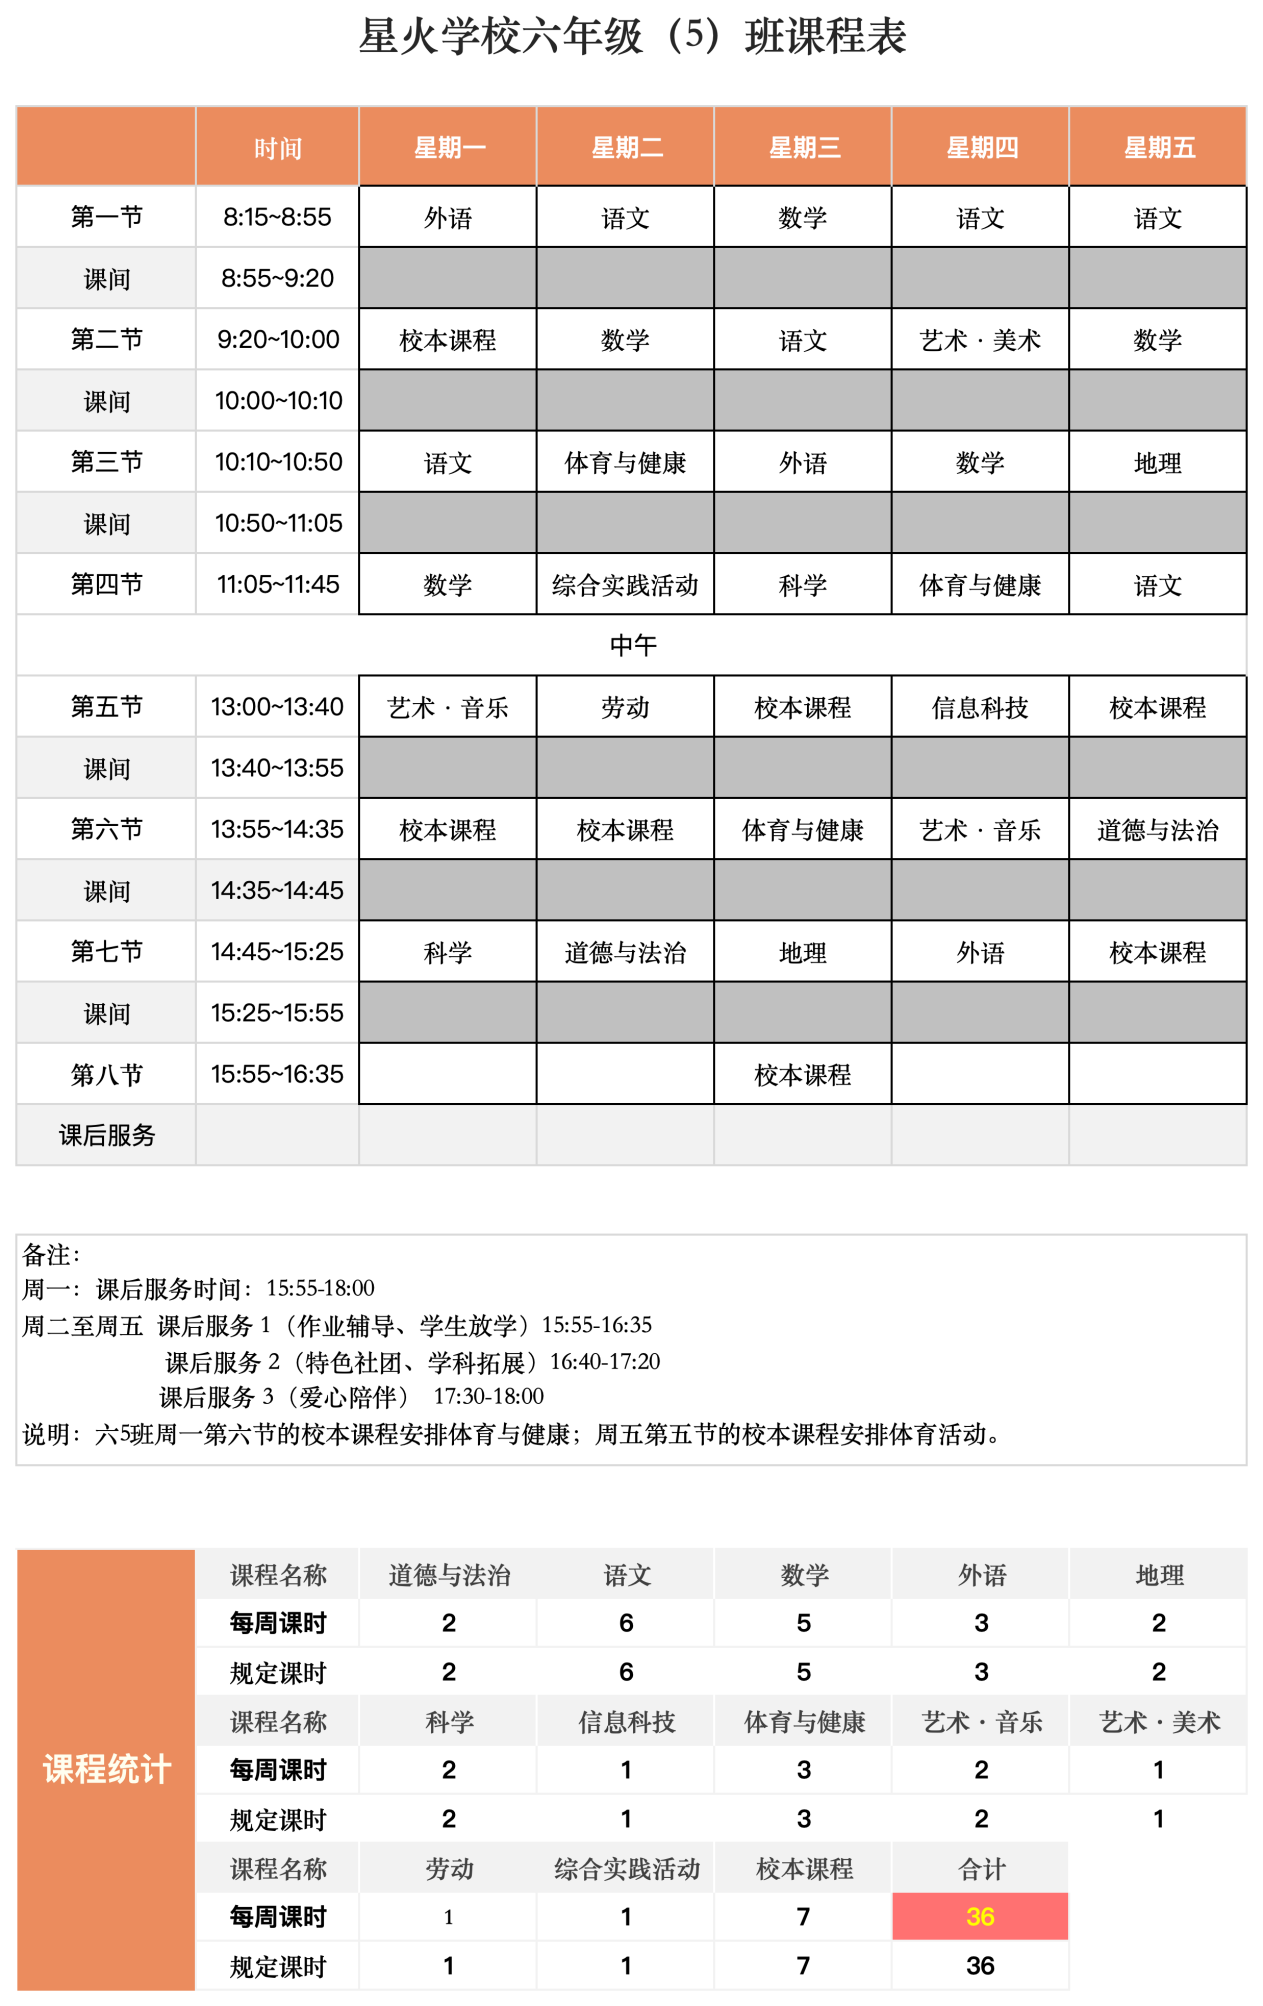 星火学校六年级（5）班课程表
时间 星期一 星期二 星期三 星期四 星期五
第一节 8:15~8:55 外语 语文 数学 语文 语文
课间 8:55~9:20
第二节 9:20~10:00 校本课程 数学 语文 艺术·美术 数学
课间 10:00~10:10
第三节 10:10~10:50 语文 体育与健康 外语 数学 地理
课间 10:50~11:05
第四节 11:05~11:45 数学 综合实践活动 科学 体育与健康 语文
中午
第五节 13:00~13:40 艺术·音乐 劳动 校本课程 信息科技 校本课程
课间 13:40~13:55
第六节 13:55~14:35 校本课程 校本课程 体育与健康 艺术·音乐 道德与法治
课间 14:35~14:45
第七节 14:45~15:25 科学 道德与法治 地理 外语 校本课程
课间 15:25~15:55
第八节 15:55~16:35 校本课程
课后服务
备注：
周一：课后服务时间：15:55-18:00
周二至周五 课后服务 1（作业辅导、学生放学）15:55-16:35
课后服务 2（特色社团、学科拓展）16:40-17:20
课后服务 3（爱心陪伴） 17:30-18:00
说明：六5班周一第六节的校本课程安排体育与健康；周五第五节的校本课程安排体育活动。
课程统计
课程名称 道德与法治 语文 数学 外语 地理
每周课时 2 6 5 3 2
规定课时 2 6 5 3 2
课程名称 科学 信息科技 体育与健康 艺术·音乐 艺术·美术
每周课时 2 1 3 2 1
规定课时 2 1 3 2 1
课程名称 劳动 综合实践活动 校本课程 合计
每周课时 1 1 7 36
规定课时 1 1 7 36